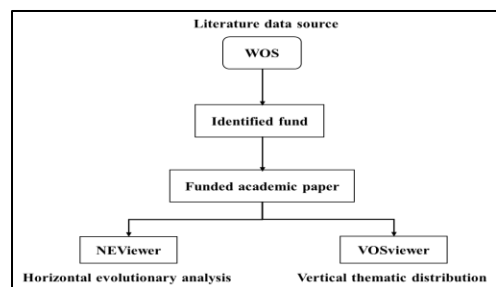 Literature data source
WOS
Identified fund
Funded academic paper
NEViewer
VOSviewer
Horizontal evolutionary analysis
Vertical thematic distribution